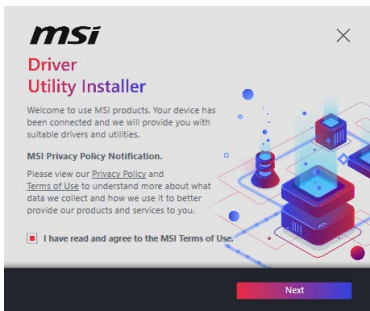 msi
Driver
Utility Installer
Welcome to use MSI products. Your device has
been connected and we will provide you with
suitable drivers and utilities.
MSI Privacy Policy Notification.
Please view our Privacy Policy and
Terms of Use to understand more about what
data we collect and how we use it to better
provide our products and services to you.
I have read and agree to the MSI Terms of Use.
Next